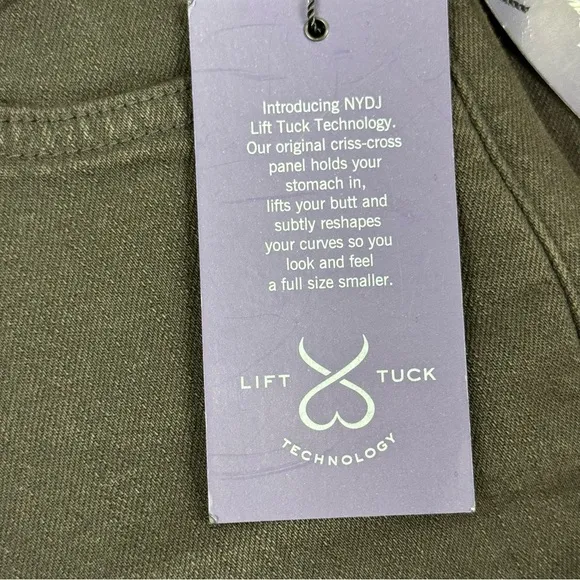 Introducing NYDJ
Lift Tuck Technology.
Our original criss-cross
panel holds your
stomach in,
lifts your butt and
subtly reshapes
your curves so you
look and feel
a full size smaller.
LIFT TUCK
TECHNOLOGY